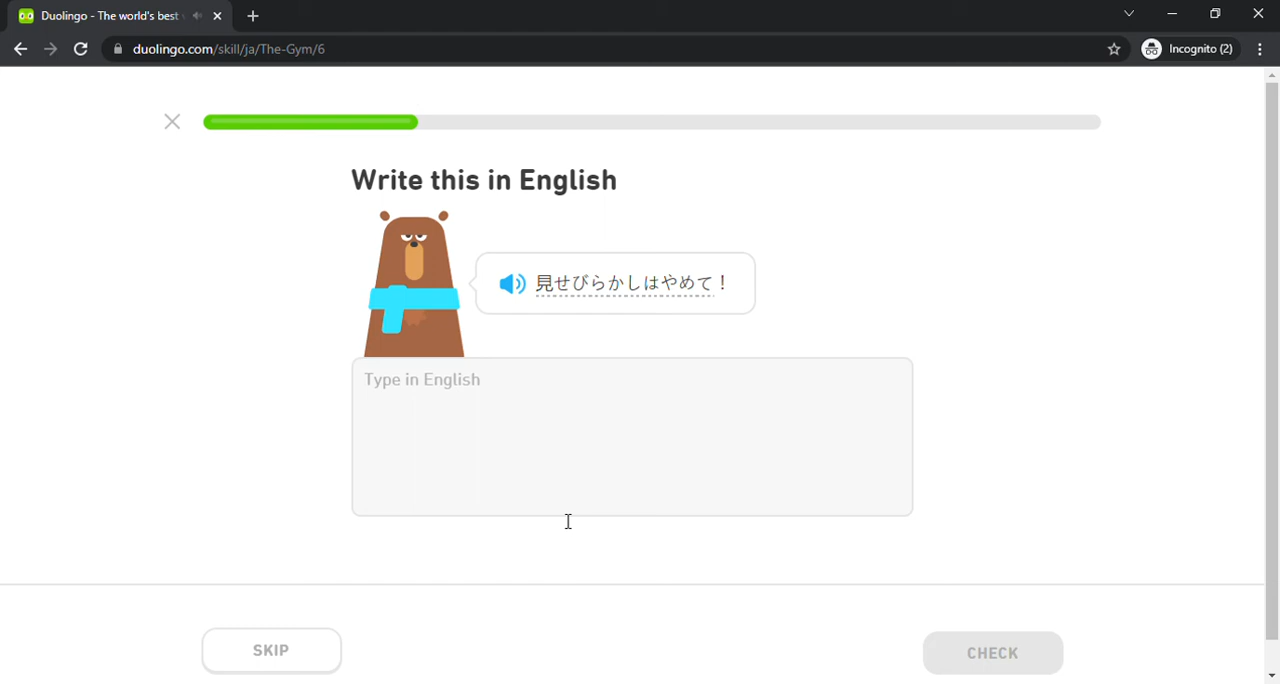 Duolingo - The world's best
duolingo.com/skill/ja/The-Gym/6
Incognito (2)
Write this in English
見せびらかしはやめて！
Type in English
SKIP
CHECK